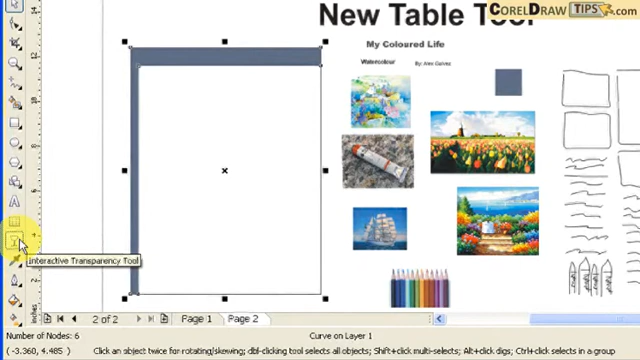 CORELDRAW TIPS.com
New Table Tool
My Coloured Life
Watercolour
By: Alex Galvez
Interactive Transparency Tool
inches
2 of 2
Page 1
Page 2
Number of Nodes: 6
Curve on Layer 1
(-3.360, 4.485 )
Click an object twice for rotating/skewing; dbl-clicking tool selects all objects; Shift+click multi-selects; Alt+click digs; Ctrl+click selects in a group